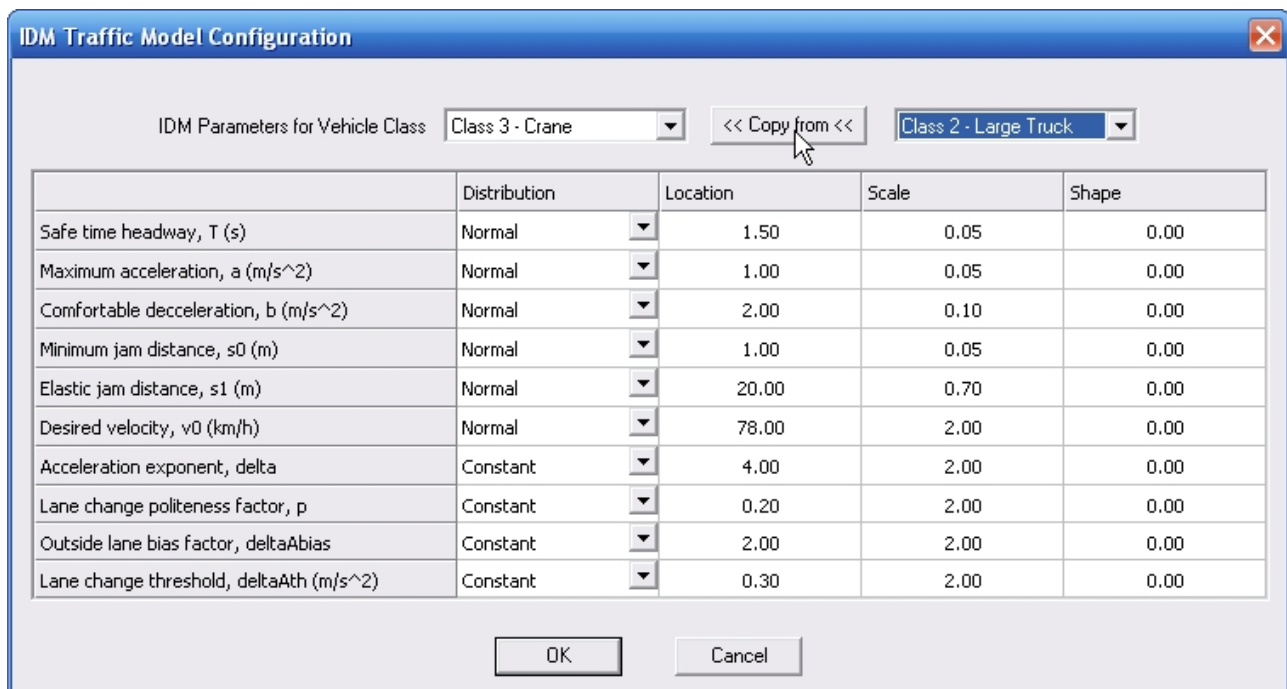 IDM Traffic Model Configuration
IDM Parameters for Vehicle Class Class 3 - Crane << Copy from << Class 2 - Large Truck
Distribution Location Scale Shape
Safe time headway, T (s) Normal 1.50 0.05 0.00
Maximum acceleration, a (m/s^2) Normal 1.00 0.05 0.00
Comfortable decceleration, b (m/s^2) Normal 2.00 0.10 0.00
Minimum jam distance, s0 (m) Normal 1.00 0.05 0.00
Elastic jam distance, s1 (m) Normal 20.00 0.70 0.00
Desired velocity, v0 (km/h) Normal 78.00 2.00 0.00
Acceleration exponent, delta Constant 4.00 2.00 0.00
Lane change politeness factor, p Constant 0.20 2.00 0.00
Outside lane bias factor, deltaAbias Constant 2.00 2.00 0.00
Lane change threshold, deltaAth (m/s^2) Constant 0.30 2.00 0.00
OK Cancel